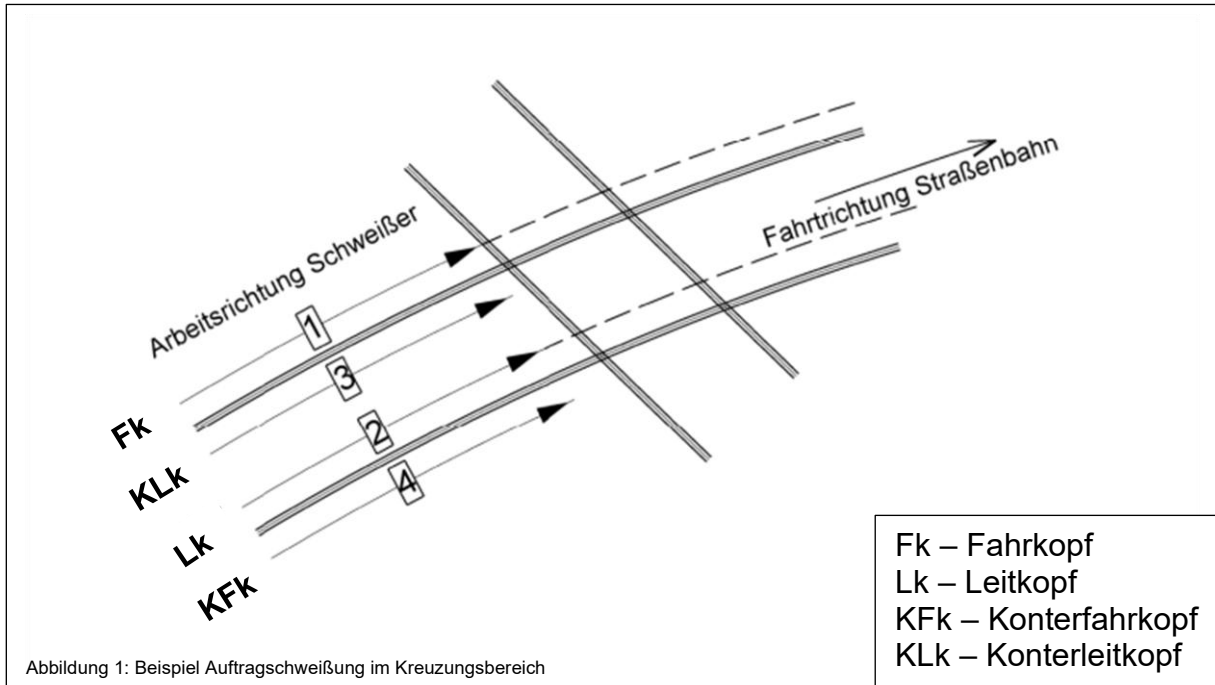 Arbeitsrichtung Schweißer
Fahrtrichtung Straßenbahn
1
3
2
4
Fk
KLk
Lk
KFk
Fk – Fahrkopf
Lk – Leitkopf
KFk – Konterfahrkopf
KLk – Konterleitkopf
Abbildung 1: Beispiel Auftragschweißung im Kreuzungsbereich